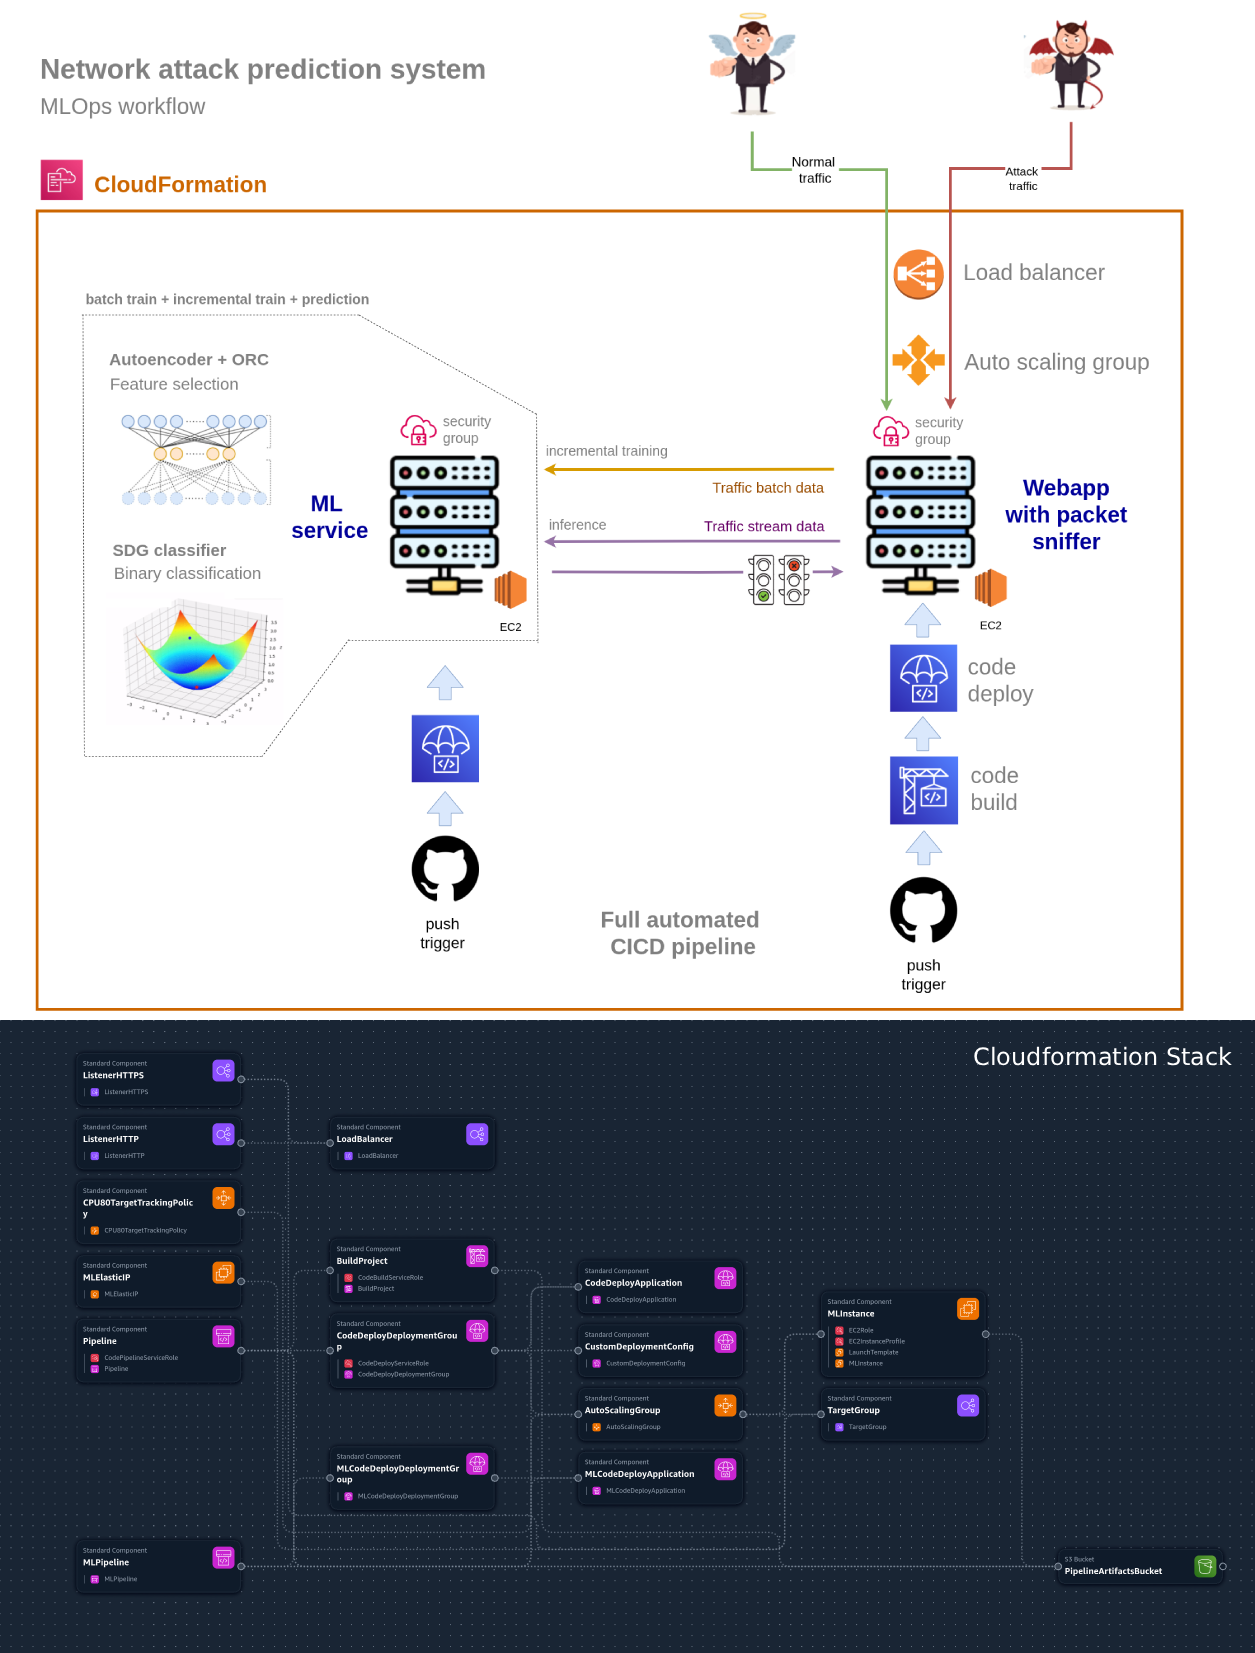 Network attack prediction system
MLOps workflow
Normal
traffic
Attack
traffic
CloudFormation
Load balancer
batch train + incremental train + prediction
Autoencoder + ORC
Feature selection
Auto scaling group
security
group
security
group
incremental training
Traffic batch data
ML
service
Webapp
with packet
sniffer
inference
Traffic stream data
SDG classifier
Binary classification
EC2
EC2
code
deploy
code
build
push
trigger
Full automated
CICD pipeline
push
trigger
Cloudformation Stack
Standard Component
ListenerHTTPS
ListenerHTTPS
Standard Component
ListenerHTTP
ListenerHTTP
Standard Component
LoadBalancer
LoadBalancer
Standard Component
CPU80TargetTrackingPolic
y
CPU80TargetTrackingPolicy
Standard Component
MLElasticIP
MLElasticIP
Standard Component
Pipeline
CodePipelineServiceRole
Pipeline
Standard Component
BuildProject
CodeBuildServiceRole
BuildProject
Standard Component
CodeDeployDeploymentGrou
p
CodeDeployServiceRole
CodeDeployDeploymentGroup
Standard Component
MLCodeDeployDeploymentGr
oup
MLCodeDeployDeploymentGroup
Standard Component
CodeDeployApplication
CodeDeployApplication
Standard Component
CustomDeploymentConfig
CustomDeploymentConfig
Standard Component
AutoScalingGroup
AutoScalingGroup
Standard Component
MLCodeDeployApplication
MLCodeDeployApplication
Standard Component
MLInstance
EC2Role
EC2InstanceProfile
LaunchTemplate
MLInstance
Standard Component
TargetGroup
TargetGroup
Standard Component
MLPipeline
MLPipeline
S3 Bucket
PipelineArtifactsBucket